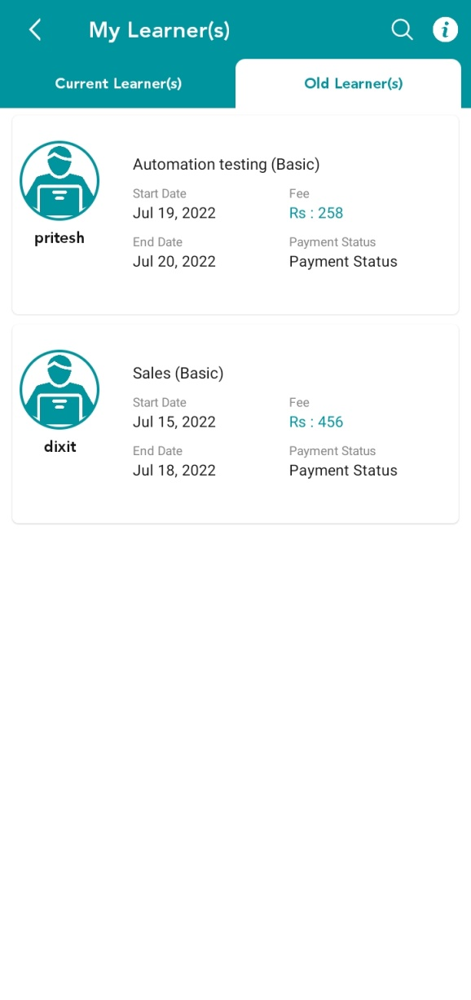 My Learner(s)
Current Learner(s) Old Learner(s)
Automation testing (Basic)
Start Date Fee
Jul 19, 2022 Rs : 258
pritesh
End Date Payment Status
Jul 20, 2022 Payment Status
Sales (Basic)
Start Date Fee
Jul 15, 2022 Rs : 456
dixit
End Date Payment Status
Jul 18, 2022 Payment Status